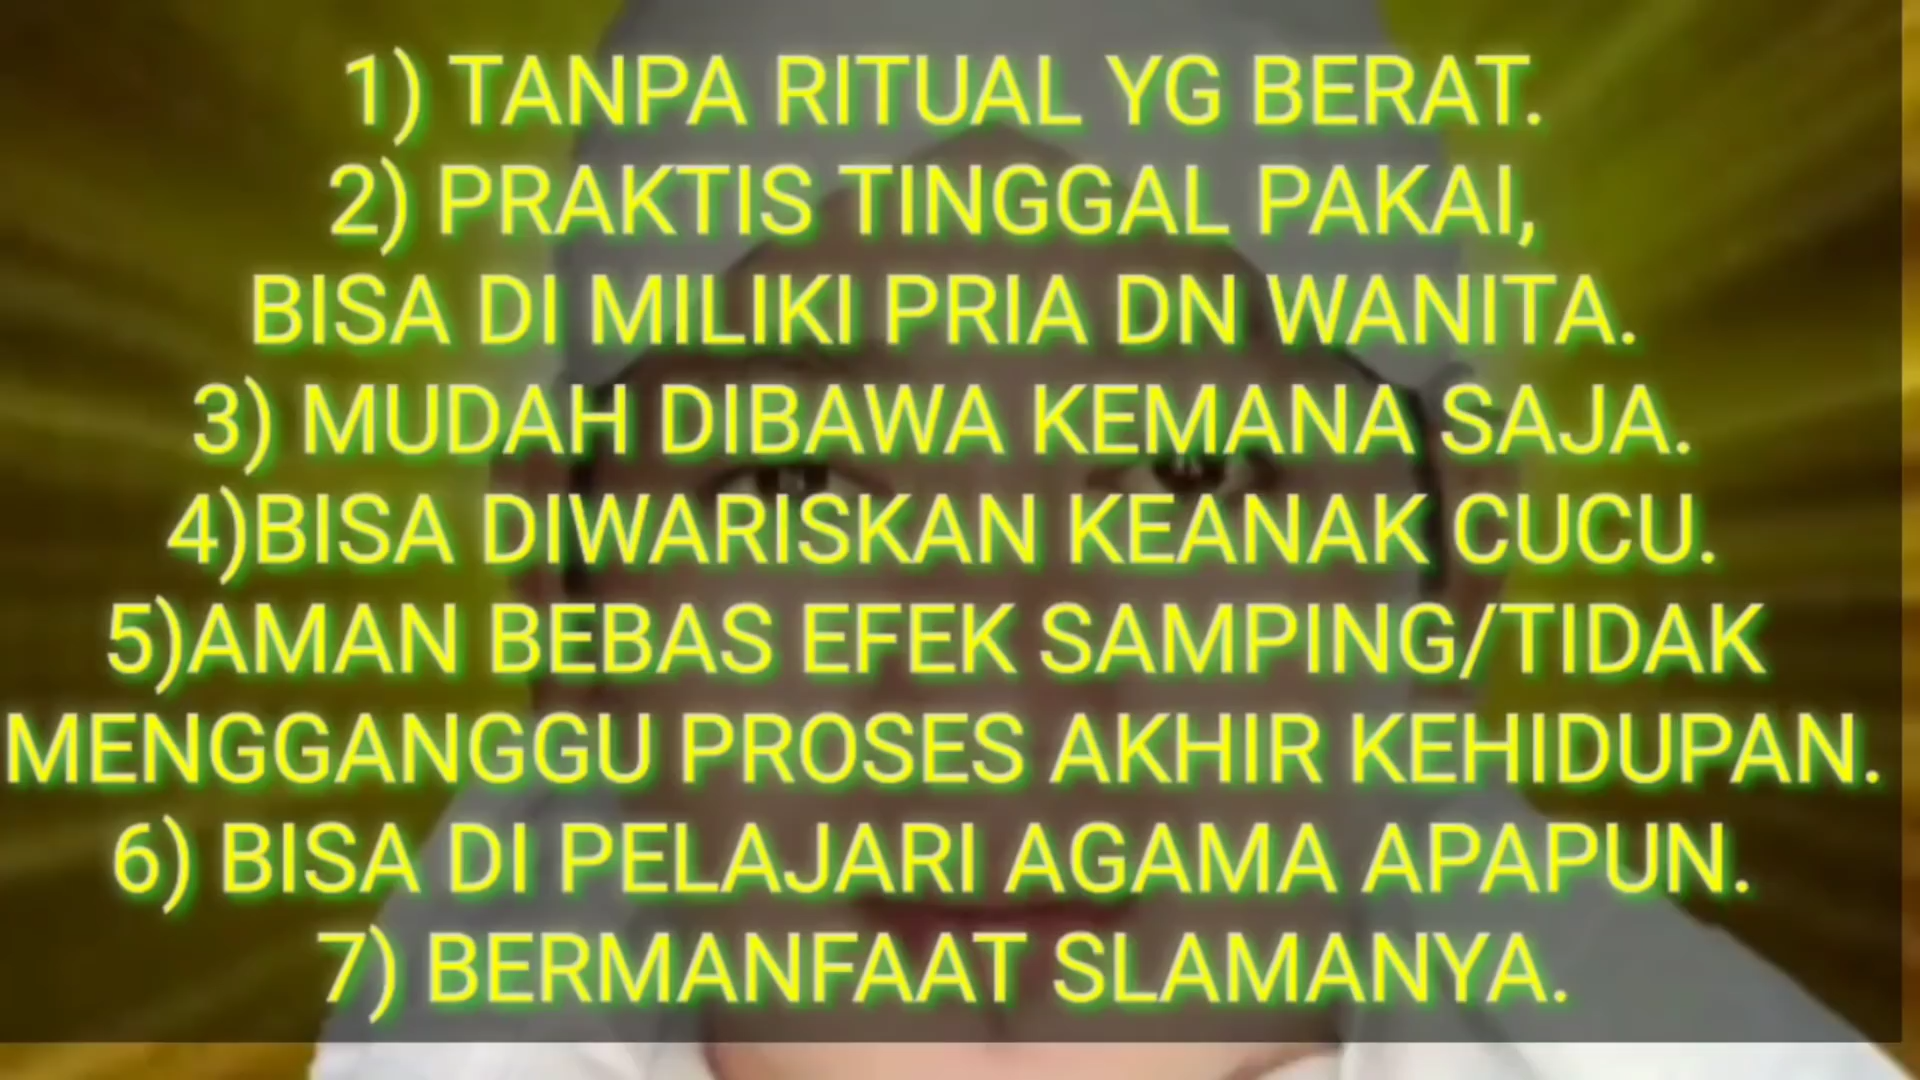 1) TANPA RITUAL YG BERAT.
2) PRAKTIS TINGGAL PAKAI,
BISA DI MILIKI PRIA DN WANITA.
3) MUDAH DIBAWA KEMANA SAJA.
4)BISA DIWARISKAN KEANAK CUCU.
5)AMAN BEBAS EFEK SAMPING/TIDAK
MENGGANGGU PROSES AKHIR KEHIDUPAN.
6) BISA DI PELAJARI AGAMA APAPUN.
7) BERMANFAAT SLAMANYA.